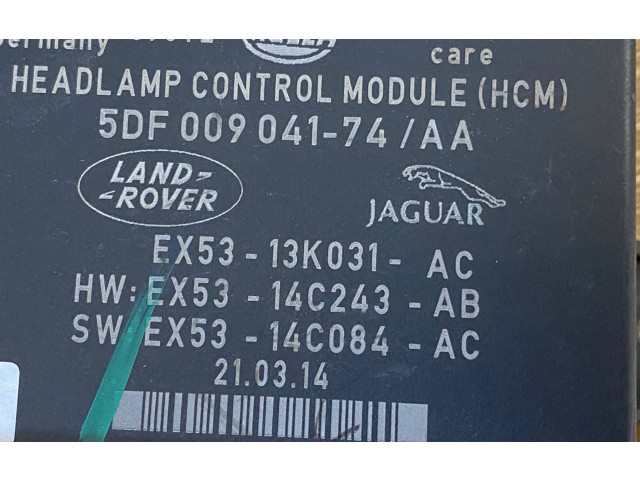 Germany
care
HEADLAMP CONTROL MODULE (HCM)
5DF 009 041-74 /AA
LAND-
-ROVER
JAGUAR
EX53 - 13K031 - AC
HW: EX53 - 14C243 - AB
SW EX53 - 14C084 - AC
21.03.14